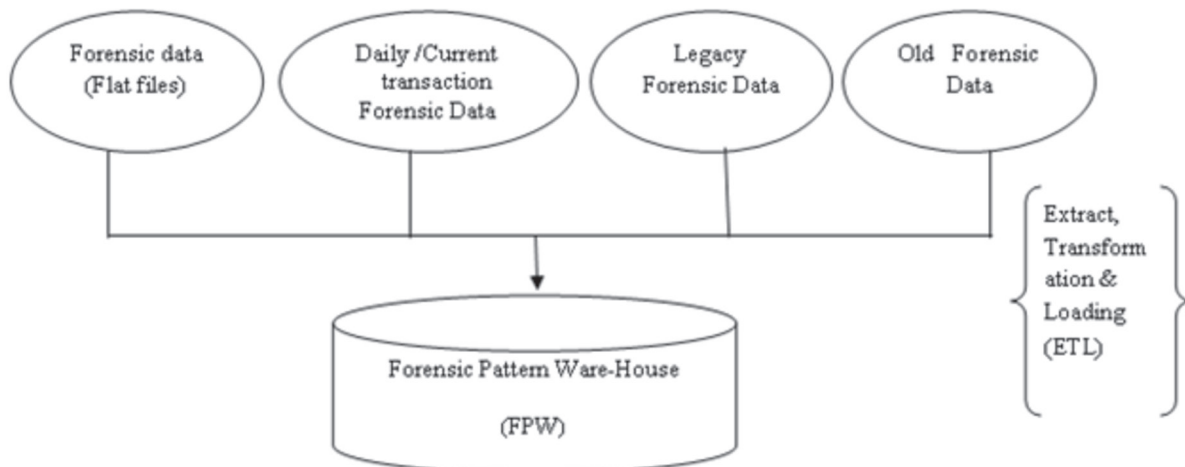 Forensic data
(Flat files)
Daily /Current
transaction
Forensic Data
Legacy
Forensic Data
Old Forensic
Data
Extract,
Transform
ation &
Loading
(ETL)
Forensic Pattern Ware-House
(FPW)